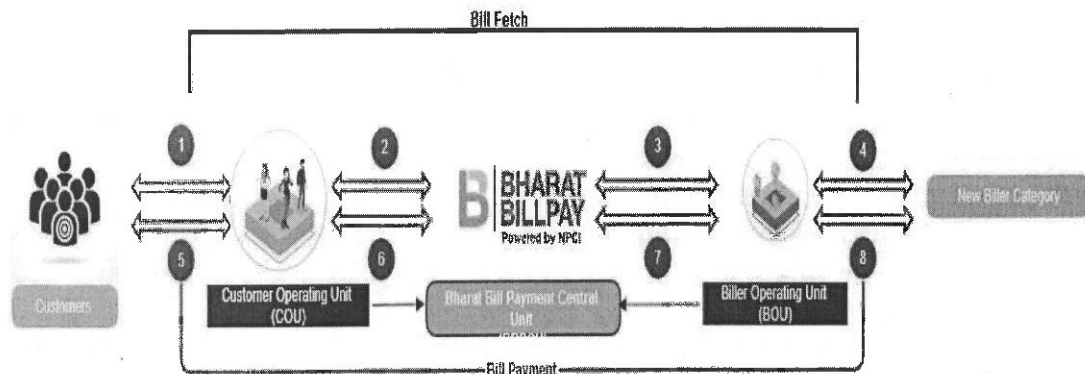 Bill Fetch
1
2
3
4
B BHARAT
BILLPAY
Powered by NPCI
New Biller Category
5
6
7
8
Customers
Customer Operating Unit
(COU)
Bharat Bill Payment Central
Unit
Biller Operating Unit
(BOU)
Bill Payment